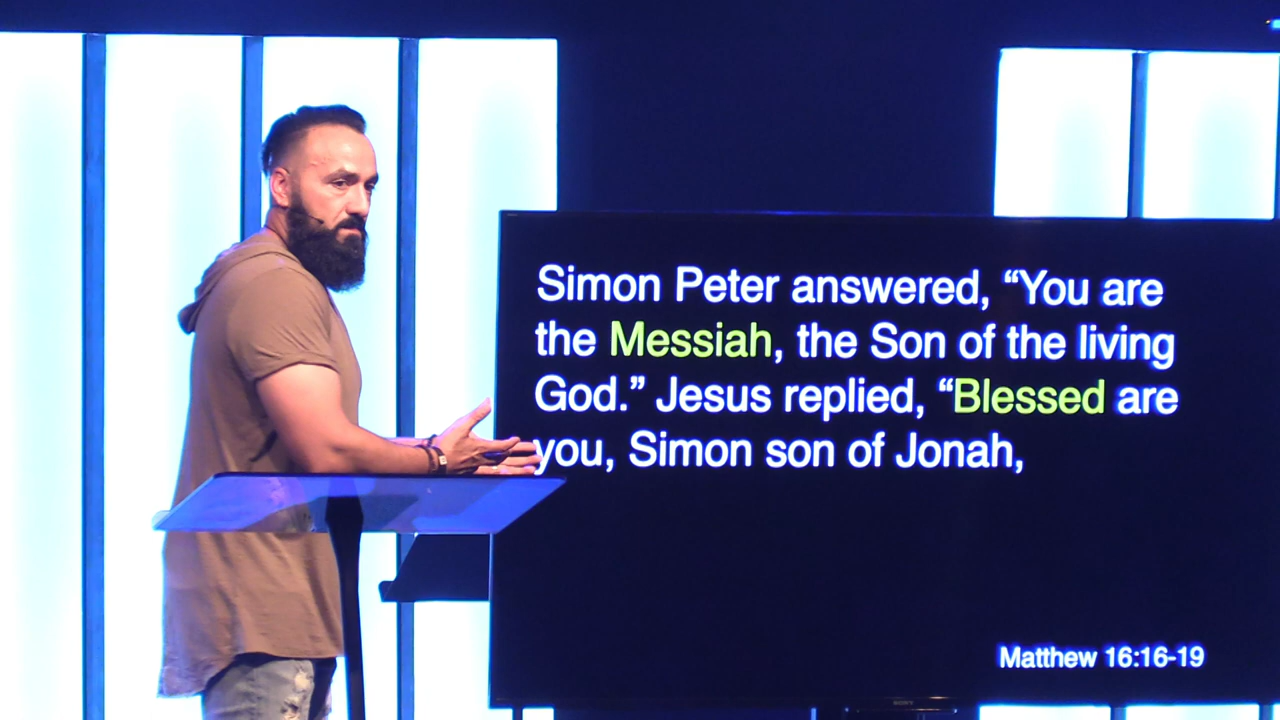 Simon Peter answered, “You are
the Messiah, the Son of the living
God.” Jesus replied, “Blessed are
you, Simon son of Jonah,
Matthew 16:16-19
SONY